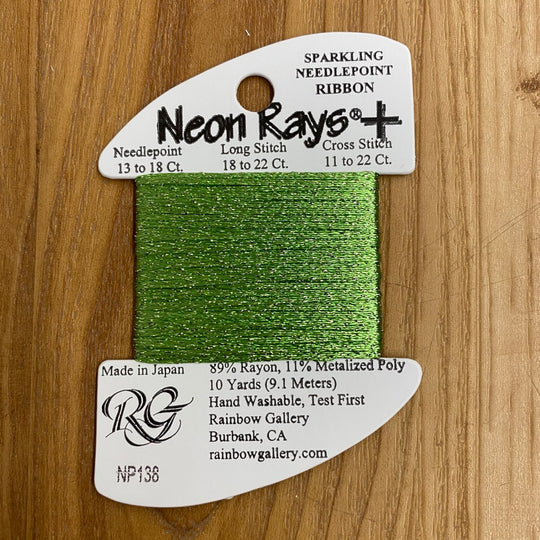 SPARKLING
NEEDLEPOINT
RIBBON
Neon Rays®+
Needlepoint Long Stitch Cross Stitch
13 to 18 Ct. 18 to 22 Ct. 11 to 22 Ct.
Made in Japan
89% Rayon, 11% Metalized Poly
10 Yards (9.1 Meters)
Hand Washable, Test First
Rainbow Gallery
Burbank, CA
rainbowgallery.com
RG
NP138